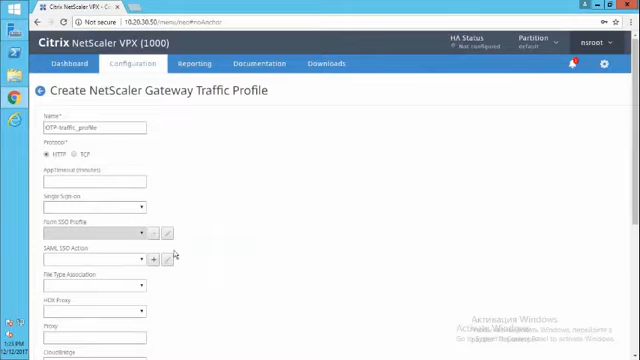 Citrix NetScaler VPX (1000) -
Not secure | 10.20.30.50/menu/neo#noAnchor
Citrix NetScaler VPX (1000)
HA Status
Not configured
Partition
default
nsroot
Dashboard
Configuration
Reporting
Documentation
Downloads
Create NetScaler Gateway Traffic Profile
Name*
OTP-traffic_profile
Protocol*
HTTP
TCP
AppTimeout (minutes)
Single Sign-on
Form SSO Profile
SAML SSO Action
File Type Association
HDX Proxy
Proxy
CloudBridge
Активация Windows
1:23 PM
12/12/2017